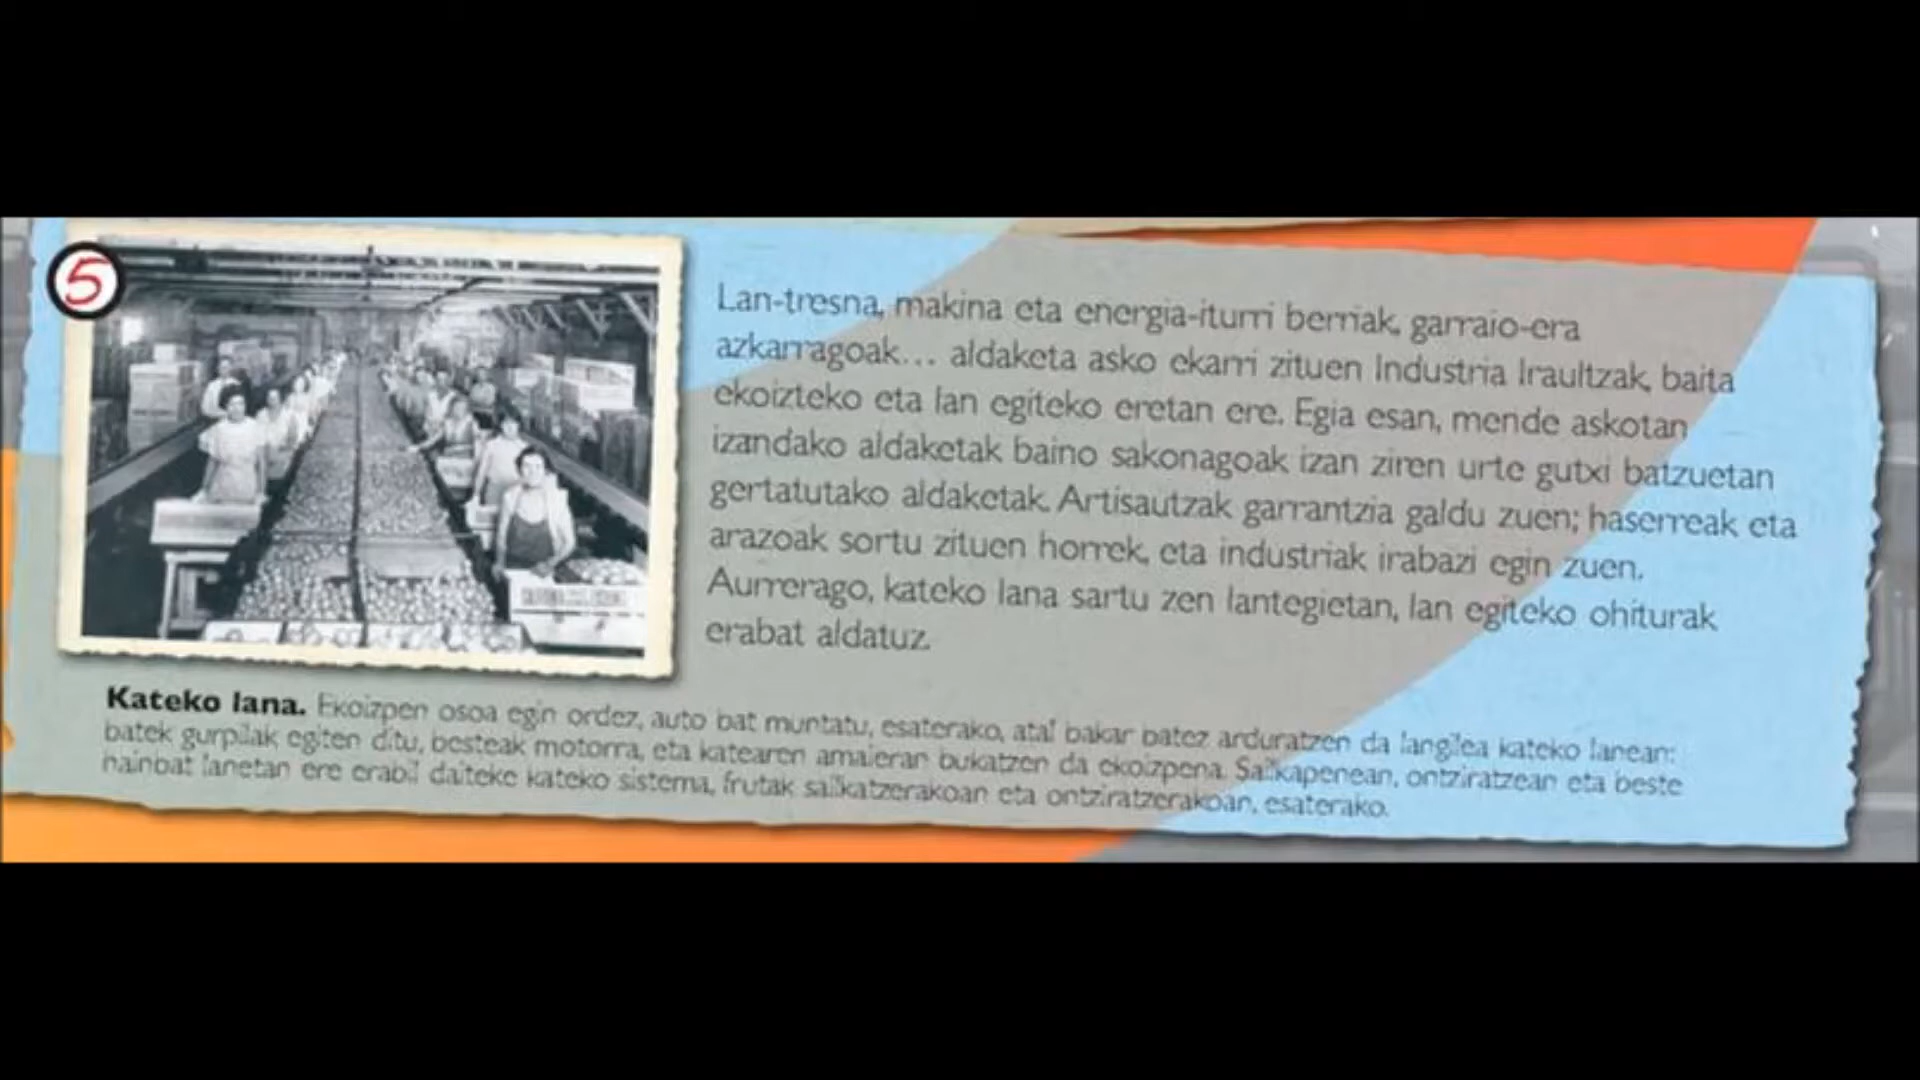 5
Lan-tresna, makina eta energia-iturri berriak, garraio-era
azkarragoak... aldaketa asko ekarri zituen Industria Iraultzak, baita
ekoizteko eta lan egiteko eretan ere. Egia esan, mende askotan
izandako aldaketak baino sakonagoak izan ziren urte gutxi batzuetan
gertatutako aldaketak. Artisautzak garrantzia galdu zuen; haserreak eta
arazoak sortu zituen horrek, eta industriak irabazi egin zuen.
Aurrerago, kateko lana sartu zen lantegietan, lan egiteko ohiturak
erabat aldatuz.
Kateko lana. Ekoizpen osoa egin ordez, auto bat muntatu, esaterako, atal bakar batez arduratzen da langilea kateko lanean:
batek gurpilak egiten ditu, besteak motorra, eta katearen amaieran bukatzen da ekoizpena. Sailkapenean, ontziratzean eta beste
hainbat lanetan ere erabil daiteke kateko sistema, frutak sailkatzerakoan eta ontziratzerakoan, esaterako.